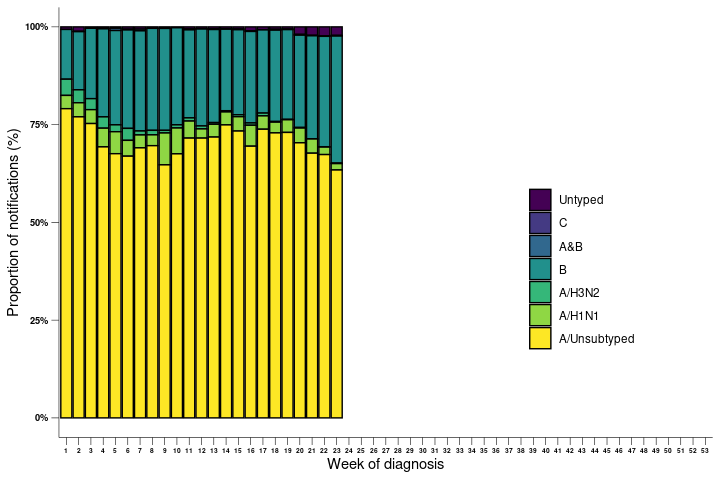 Proportion of notifications (%)
100%
75%
50%
25%
0%
Untyped
C
A&B
B
A/H3N2
A/H1N1
A/Unsubtyped
1 2 3 4 5 6 7 8 9 10 11 12 13 14 15 16 17 18 19 20 21 22 23 24 25 26 27 28 29 30 31 32 33 34 35 36 37 38 39 40 41 42 43 44 45 46 47 48 49 50 51 52 53
Week of diagnosis